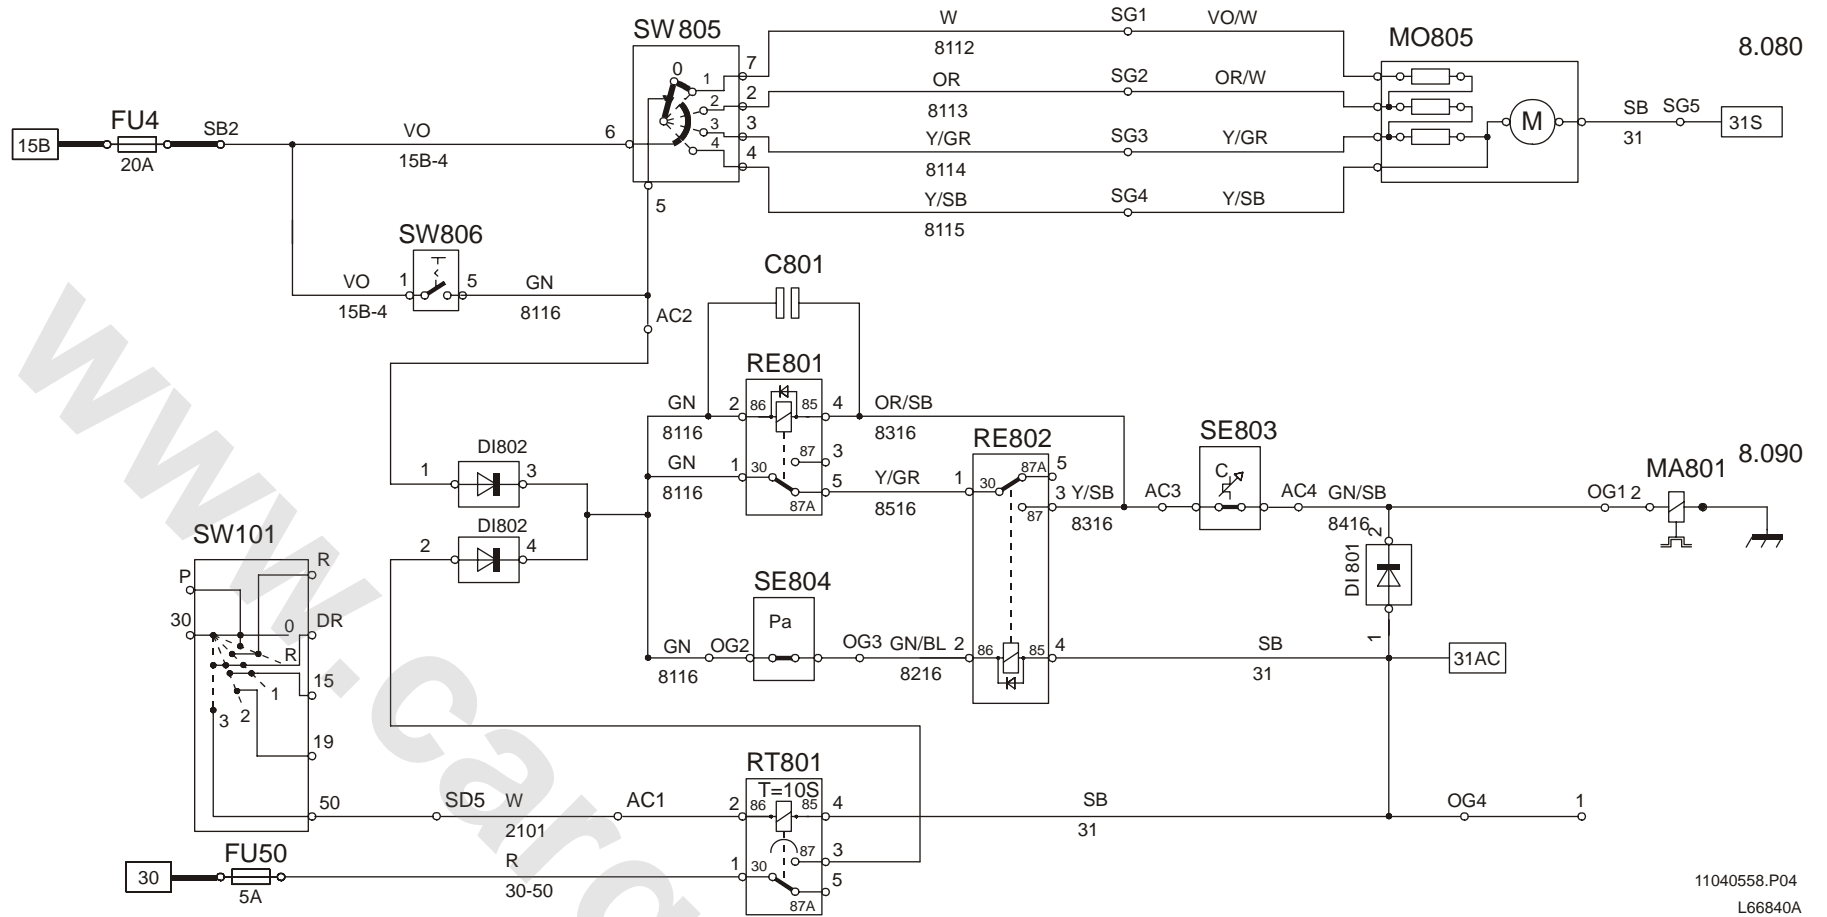 SW 805
W
SG1
VO/W
8112
MO805
8.080
0
1
7
OR
SG2
OR/W
2
2
8113
FU4
SB2
VO
6
3
3
Y/GR
SG3
Y/GR
M
SB
SG5
15B
31S
20A
15B-4
4
4
8114
31
Y/SB
SG4
Y/SB
5
8115
SW806
C801
VO
1
5
GN
15B-4
8116
AC2
RE801
GN
2
86
85
4
OR/SB
8116
8316
RE802
SE803
DI802
87
3
8.090
1
3
GN
1
30
5
Y/GR
1
30
87A
5
C
MA801
8116
87A
8516
3
Y/SB
AC3
AC4
GN/SB
OG1
2
87
8316
8416
SW101
DI802
2
2
4
DI 801
P
R
SE804
30
0
DR
Pa
1
R
GN
OG2
OG3
GN/BL
2
86
85
4
SB
31AC
8116
8216
31
15
1
2
3
19
RT801
T=10S
50
SD5
W
AC1
2
86
85
4
SB
OG4
1
2101
31
FU50
R
1
30
87
3
30
5A
30-50
87A
5
11040558.P04
L66840A
www.card